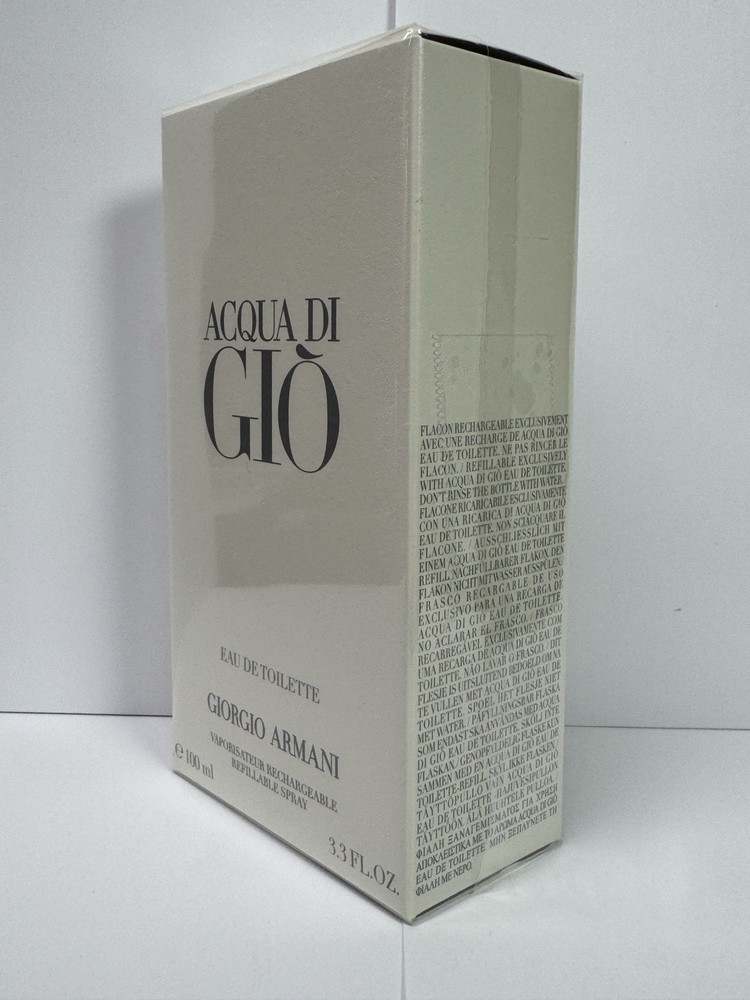 ACQUA DI
GIÒ
EAU DE TOILETTE
GIORGIO ARMANI
VAPORISATEUR RECHARGEABLE
REFILLABLE SPRAY
℮ 100 ml
3.3 FL.OZ.
FLACON RECHARGEABLE EXCLUSIVEMENT
AVEC UNE RECHARGE DE ACQUA DI GIÒ
EAU DE TOILETTE. NE PAS RINCER LE
FLACON. / REFILLABLE EXCLUSIVELY
WITH ACQUA DI GIÒ EAU DE TOILETTE.
DON'T RINSE THE BOTTLE WITH WATER. /
FLACONE RICARICABILE ESCLUSIVAMENTE
CON UNA RICARICA DI ACQUA DI GIÒ
EAU DE TOILETTE. NON SCIACQUARE IL
FLACONE. / AUSSCHLIESSLICH MIT
EINEM ACQUA DI GIÒ EAU DE TOILETTE
REFILL NACHFÜLLBARER FLAKON. DEN
FLAKON NICHT MIT WASSER AUSSPÜLEN.
FRASCO RECARGABLE DE USO
EXCLUSIVO PARA UNA RECARGA DE
ACQUA DI GIÒ EAU DE TOILETTE.
NO ACLARAR EL FRASCO. / FRASCO
RECARREGÁVEL EXCLUSIVAMENTE COM
UMA RECARGA DE ACQUA DI GIÒ EAU DE
TOILETTE. NÃO LAVAR O FRASCO. / DIT
FLESJE IS UITSLUITEND BEDOELD OM NA
TE VULLEN MET ACQUA DI GIÒ EAU DE
TOILETTE. SPOEL HET FLESJE NIET
MET WATER. / PÅFYLLNINGSBAR FLASKA
SOM ENDAST SKA ANVÄNDAS MED ACQUA
DI GIÒ EAU DE TOILETTE. SKÖLJ INTE
FLASKAN. / GENOPFYLDELIG FLASKE KUN
SAMMEN MED EN ACQUA DI GIÒ EAU DE
TOILETTE-REFILL. SKYL IKKE FLASKEN.
TÄYTTÖPULLO VAIN ACQUA DI GIÒ
EAU DE TOILETTE -HAJUVESIPULLON
TÄYTTÖÖN. ÄLÄ HUUHTELE PULLOA.
ΦΙΑΛΗ ΞΑΝΑΓΕΜΙΣΜΑΤΟΣ ΓΙΑ ΧΡΗΣΗ
ΑΠΟΚΛΕΙΣΤΙΚΑ ΜΕ ΤΟ ΑΡΩΜΑ ACQUA DI GIÒ
EAU DE TOILETTE. ΜΗΝ ΞΕΠΛΥΝΕΤΕ ΤΗ
ΦΙΑΛΗ ΜΕ ΝΕΡΟ.